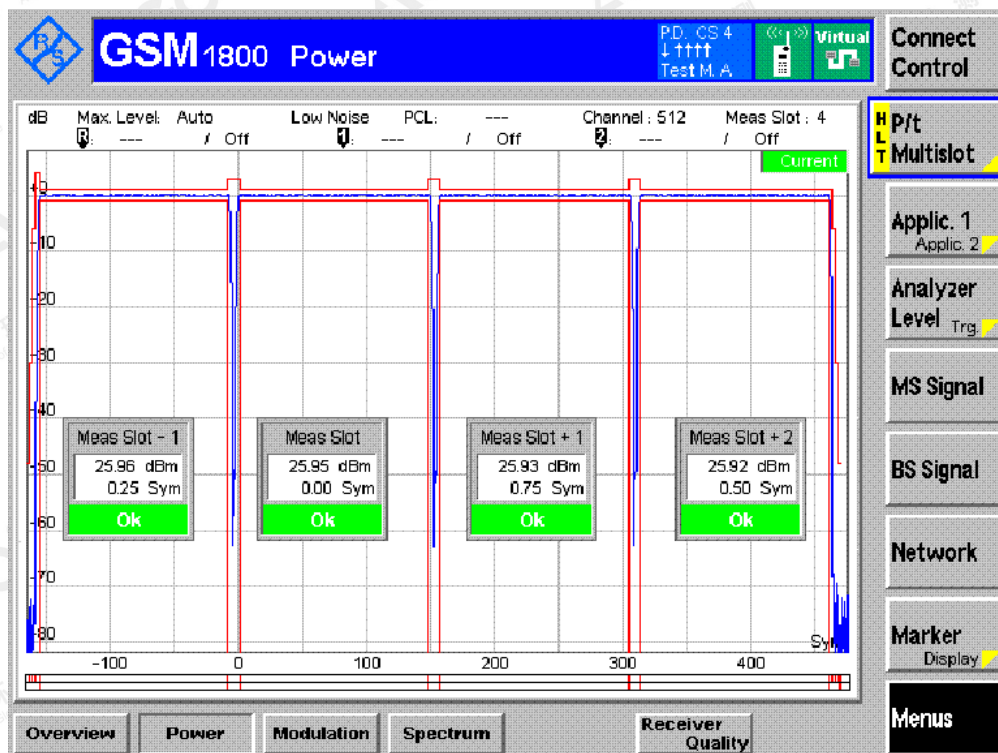 R/S
GSM1800 Power
P.D. CS 4
↓ ↑↑↑↑
Test M. A
Virtual
Connect Control
dB
Max. Level: Auto
Low Noise
PCL: ---
Channel : 512
Meas Slot : 4
R: --- / Off
1: --- / Off
2: --- / Off
Current
+0
-10
-20
-30
-40
-50
-60
-70
-80
Meas Slot - 1
25.96 dBm
0.25 Sym
Ok
Meas Slot
25.95 dBm
0.00 Sym
Ok
Meas Slot + 1
25.93 dBm
0.75 Sym
Ok
Meas Slot + 2
25.92 dBm
0.50 Sym
Ok
-100
0
100
200
300
400
HLT
P/t
Multislot
Applic. 1
Applic. 2
Analyzer
Level Trg.
MS Signal
BS Signal
Network
Marker
Display
Menus
Overview
Power
Modulation
Spectrum
Receiver
Quality